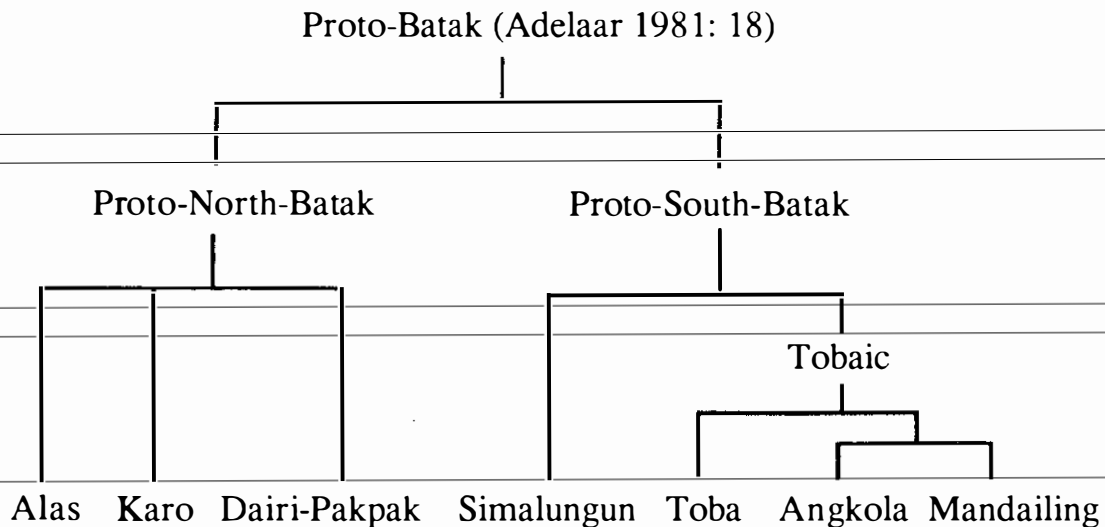 Proto-Batak (Adelaar 1981: 18)
Proto-North-Batak Proto-South-Batak
Tobaic
Alas Karo Dairi-Pakpak Simalungun Toba Angkola Mandailing